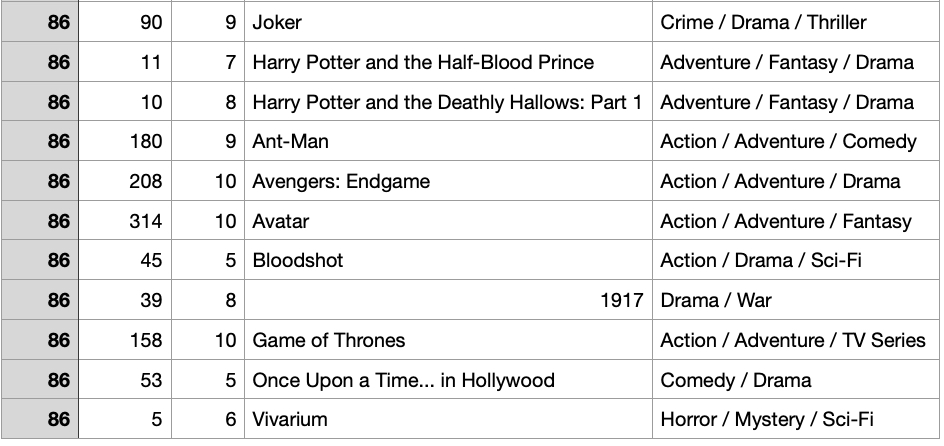 86 90 9 Joker Crime / Drama / Thriller
86 11 7 Harry Potter and the Half-Blood Prince Adventure / Fantasy / Drama
86 10 8 Harry Potter and the Deathly Hallows: Part 1 Adventure / Fantasy / Drama
86 180 9 Ant-Man Action / Adventure / Comedy
86 208 10 Avengers: Endgame Action / Adventure / Drama
86 314 10 Avatar Action / Adventure / Fantasy
86 45 5 Bloodshot Action / Drama / Sci-Fi
86 39 8 1917 Drama / War
86 158 10 Game of Thrones Action / Adventure / TV Series
86 53 5 Once Upon a Time... in Hollywood Comedy / Drama
86 5 6 Vivarium Horror / Mystery / Sci-Fi